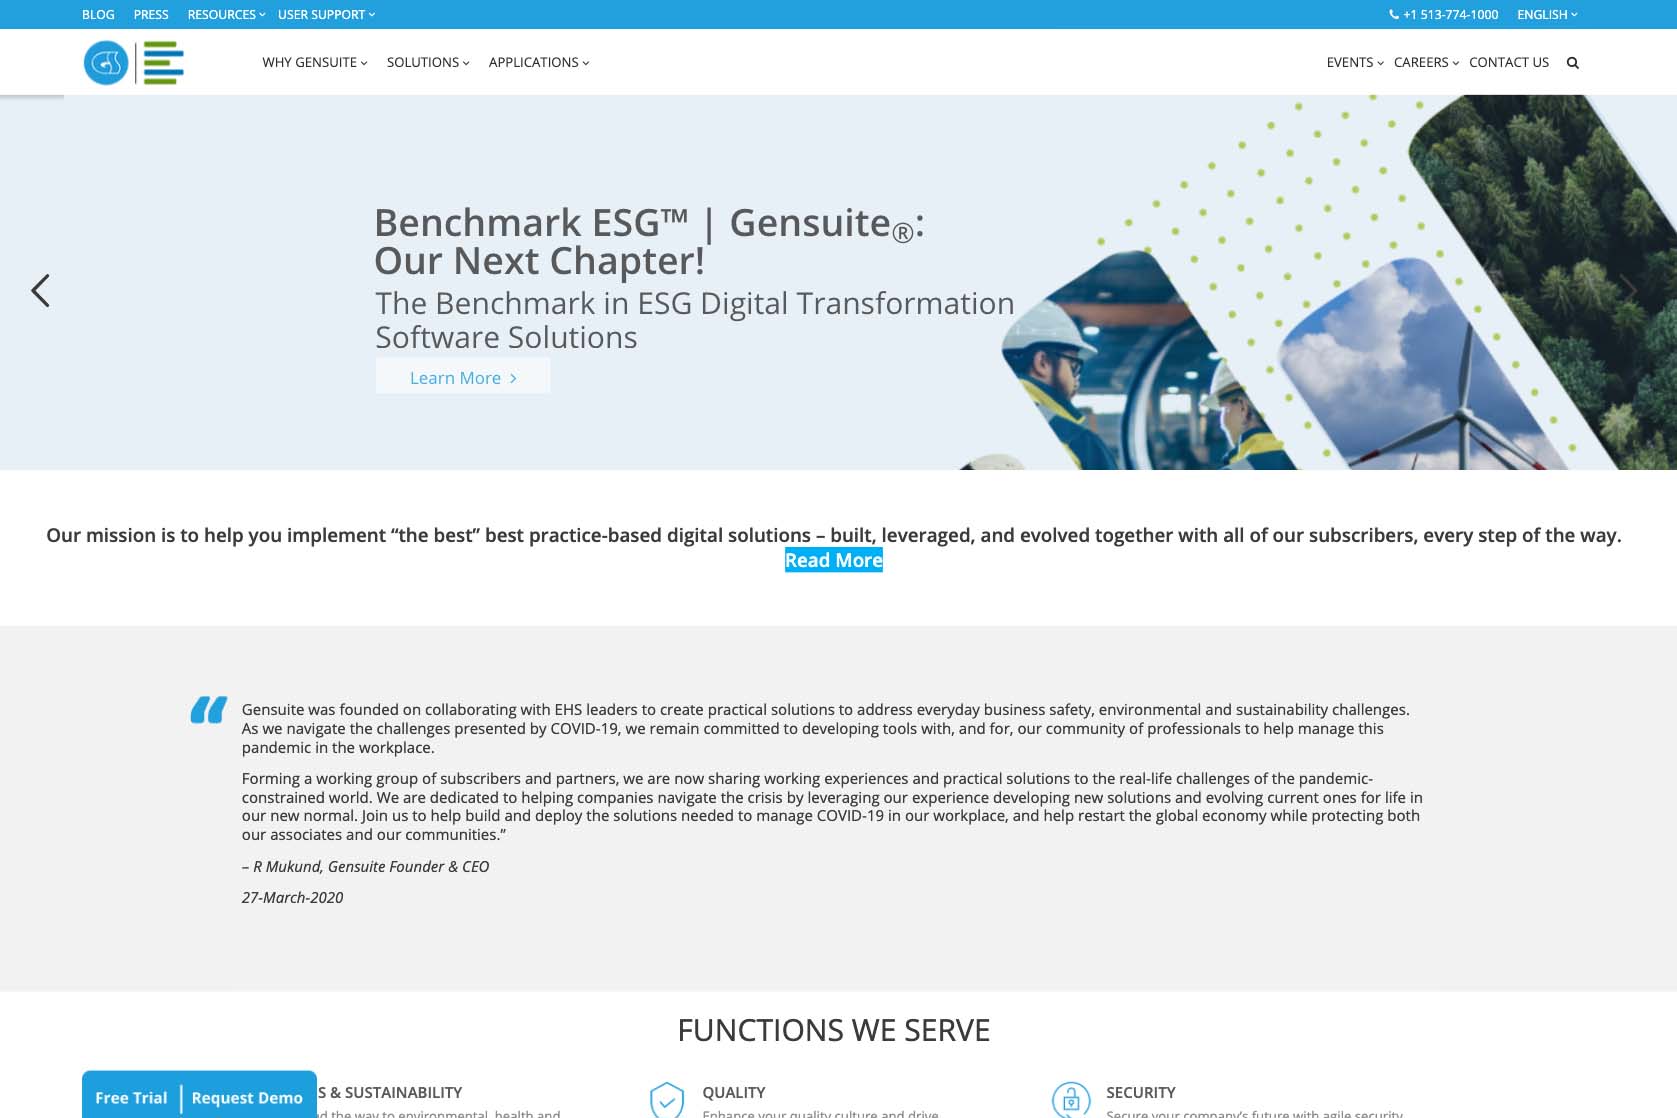 BLOG PRESS RESOURCES USER SUPPORT +1 513-774-1000 ENGLISH
GS
WHY GENSUITE SOLUTIONS APPLICATIONS EVENTS CAREERS CONTACT US
Benchmark ESG™ | Gensuite®:
Our Next Chapter!
The Benchmark in ESG Digital Transformation
Software Solutions
Learn More
Our mission is to help you implement “the best” best practice-based digital solutions – built, leveraged, and evolved together with all of our subscribers, every step of the way.
Read More
Gensuite was founded on collaborating with EHS leaders to create practical solutions to address everyday business safety, environmental and sustainability challenges.
As we navigate the challenges presented by COVID-19, we remain committed to developing tools with, and for, our community of professionals to help manage this
pandemic in the workplace.
Forming a working group of subscribers and partners, we are now sharing working experiences and practical solutions to the real-life challenges of the pandemic-
constrained world. We are dedicated to helping companies navigate the crisis by leveraging our experience developing new solutions and evolving current ones for life in
our new normal. Join us to help build and deploy the solutions needed to manage COVID-19 in our workplace, and help restart the global economy while protecting both
our associates and our communities.”
– R Mukund, Gensuite Founder & CEO
27-March-2020
FUNCTIONS WE SERVE
Free Trial | Request Demo
S & SUSTAINABILITY
the way to environmental, health and
QUALITY
Enhance your quality culture and drive
SECURITY
Secure your company’s future with agile security